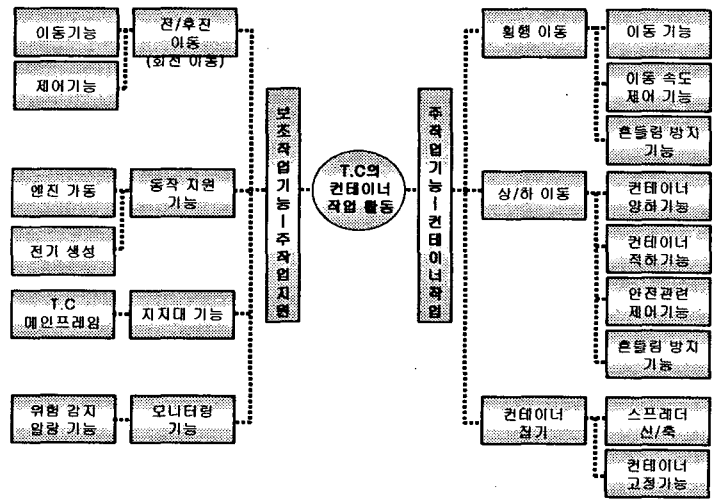 이동기능
제어기능
전/후진
이동
(회전 이동)
엔진 가동
전기 생성
동작 지원
기능
T.C
메인프레임
지지대 기능
위험 감지
알람 기능
모니터링
기능
보조작업기능ㅡ주작업지원
T.C의
컨테이너
작업 활동
주작업기능ㅡ컨테이너작업
횡행 이동
이동 기능
이동 속도
제어 기능
흔들림 방지
기능
상/하 이동
컨테이너
양하기능
컨테이너
적하기능
안전관련
제어기능
흔들림 방지
기능
컨테이너
집기
스프레더
신/축
컨테이너
고정기능